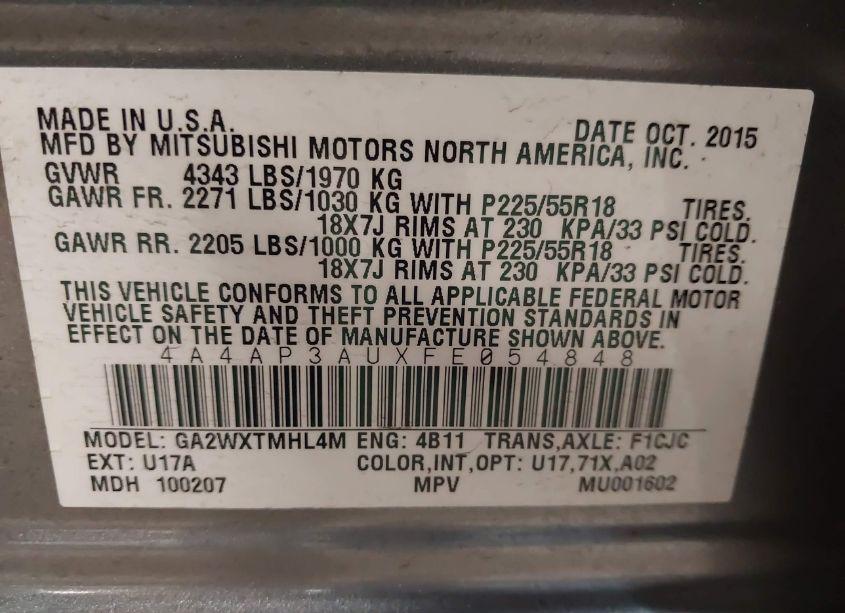 MADE IN U.S.A. DATE OCT. 2015
MFD BY MITSUBISHI MOTORS NORTH AMERICA, INC.
GVWR 4343 LBS/1970 KG
GAWR FR. 2271 LBS/1030 KG WITH P225/55R18 TIRES.
18X7J RIMS AT 230 KPA/33 PSI COLD.
GAWR RR. 2205 LBS/1000 KG WITH P225/55R18 TIRES.
18X7J RIMS AT 230 KPA/33 PSI COLD.
THIS VEHICLE CONFORMS TO ALL APPLICABLE FEDERAL MOTOR
VEHICLE SAFETY AND THEFT PREVENTION STANDARDS IN
EFFECT ON THE DATE OF MANUFACTURE SHOWN ABOVE.
4A4AP3AUXFE054848
MODEL: GA2WXTMHL4M ENG: 4B11 TRANS,AXLE: F1CJC
EXT: U17A COLOR,INT,OPT: U17,71X,A02
MDH 100207 MPV MU001602